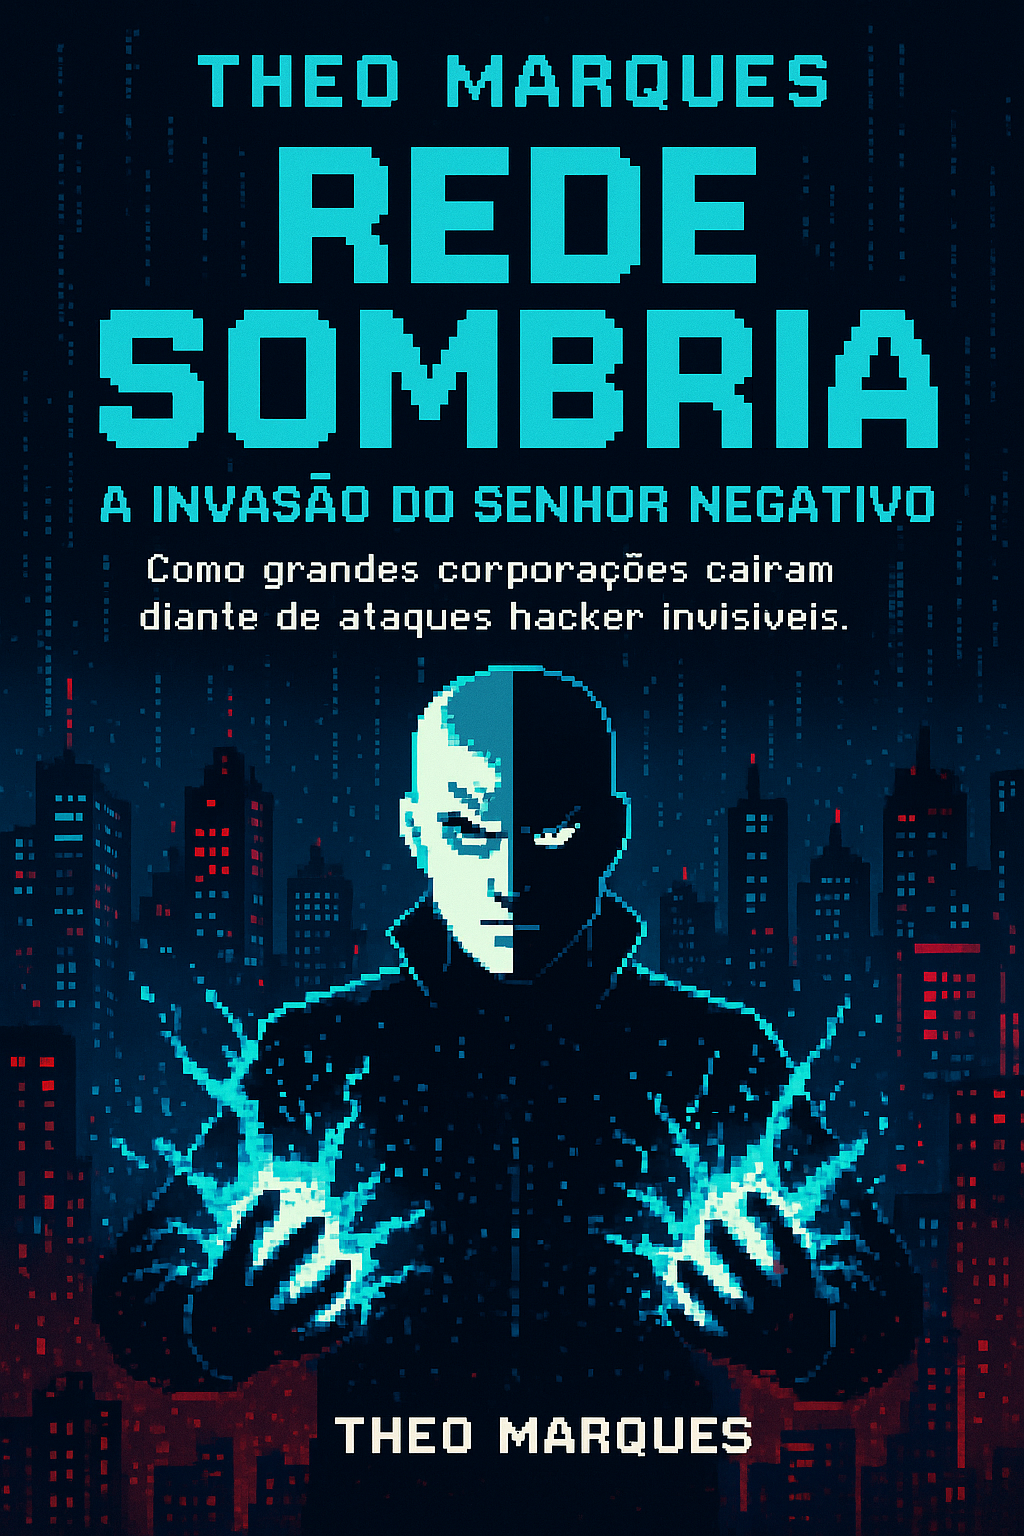 THEO MARQUES
REDE
SOMBRIA
A INVASÃO DO SENHOR NEGATIVO
Como grandes corporações cairam
diante de ataques hacker invisiveis.
THEO MARQUES